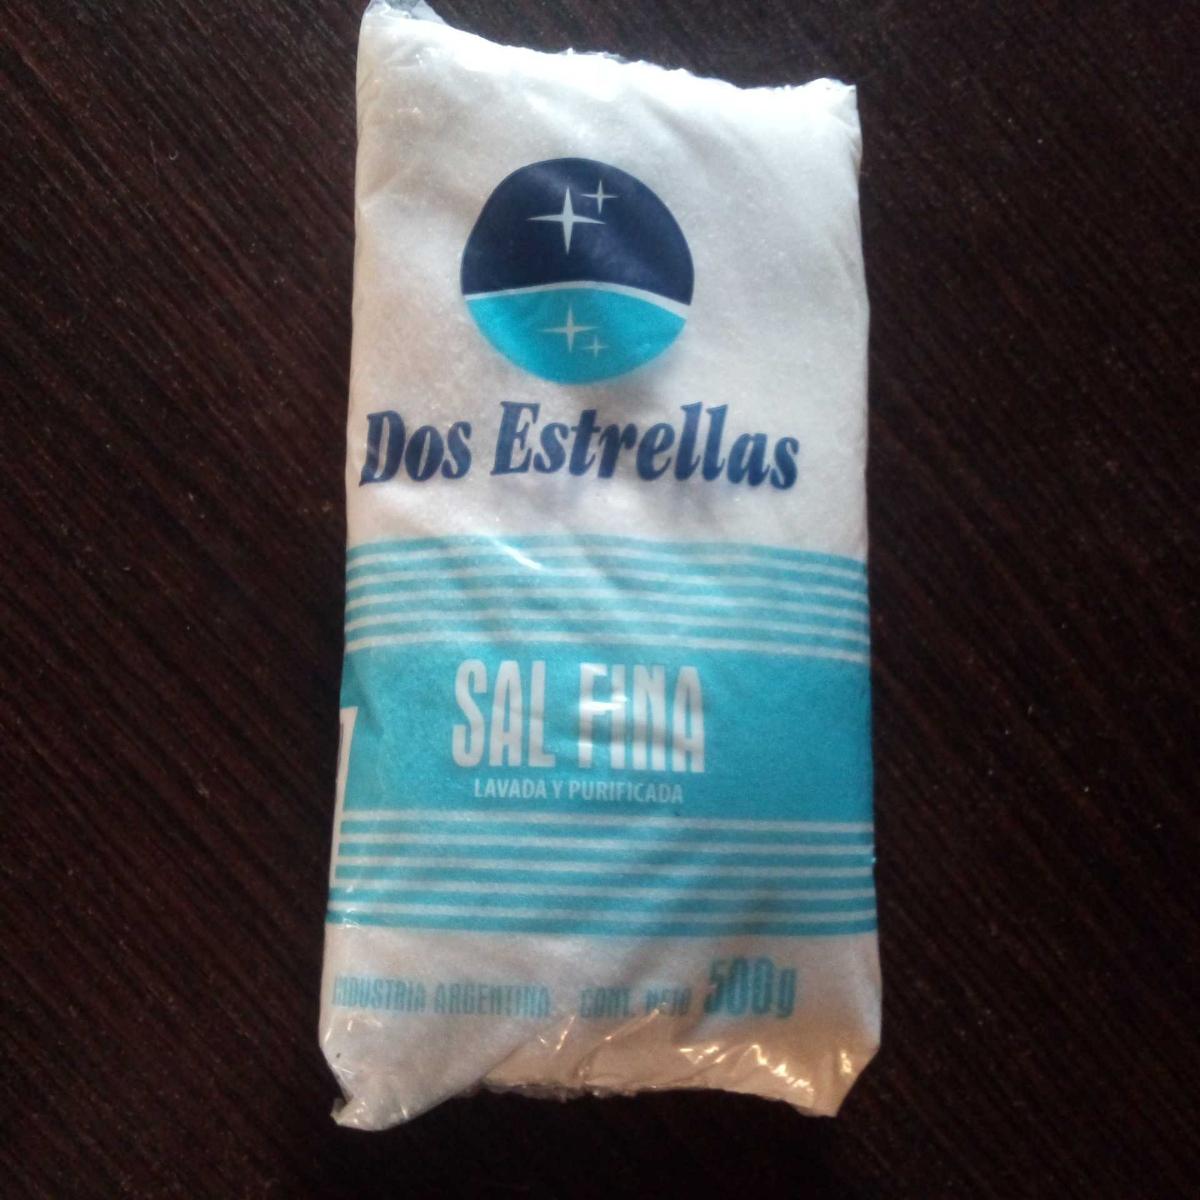 Dos Estrellas
SAL FINA
LAVADA Y PURIFICADA
INDUSTRIA ARGENTINA CONT. NETO 500g